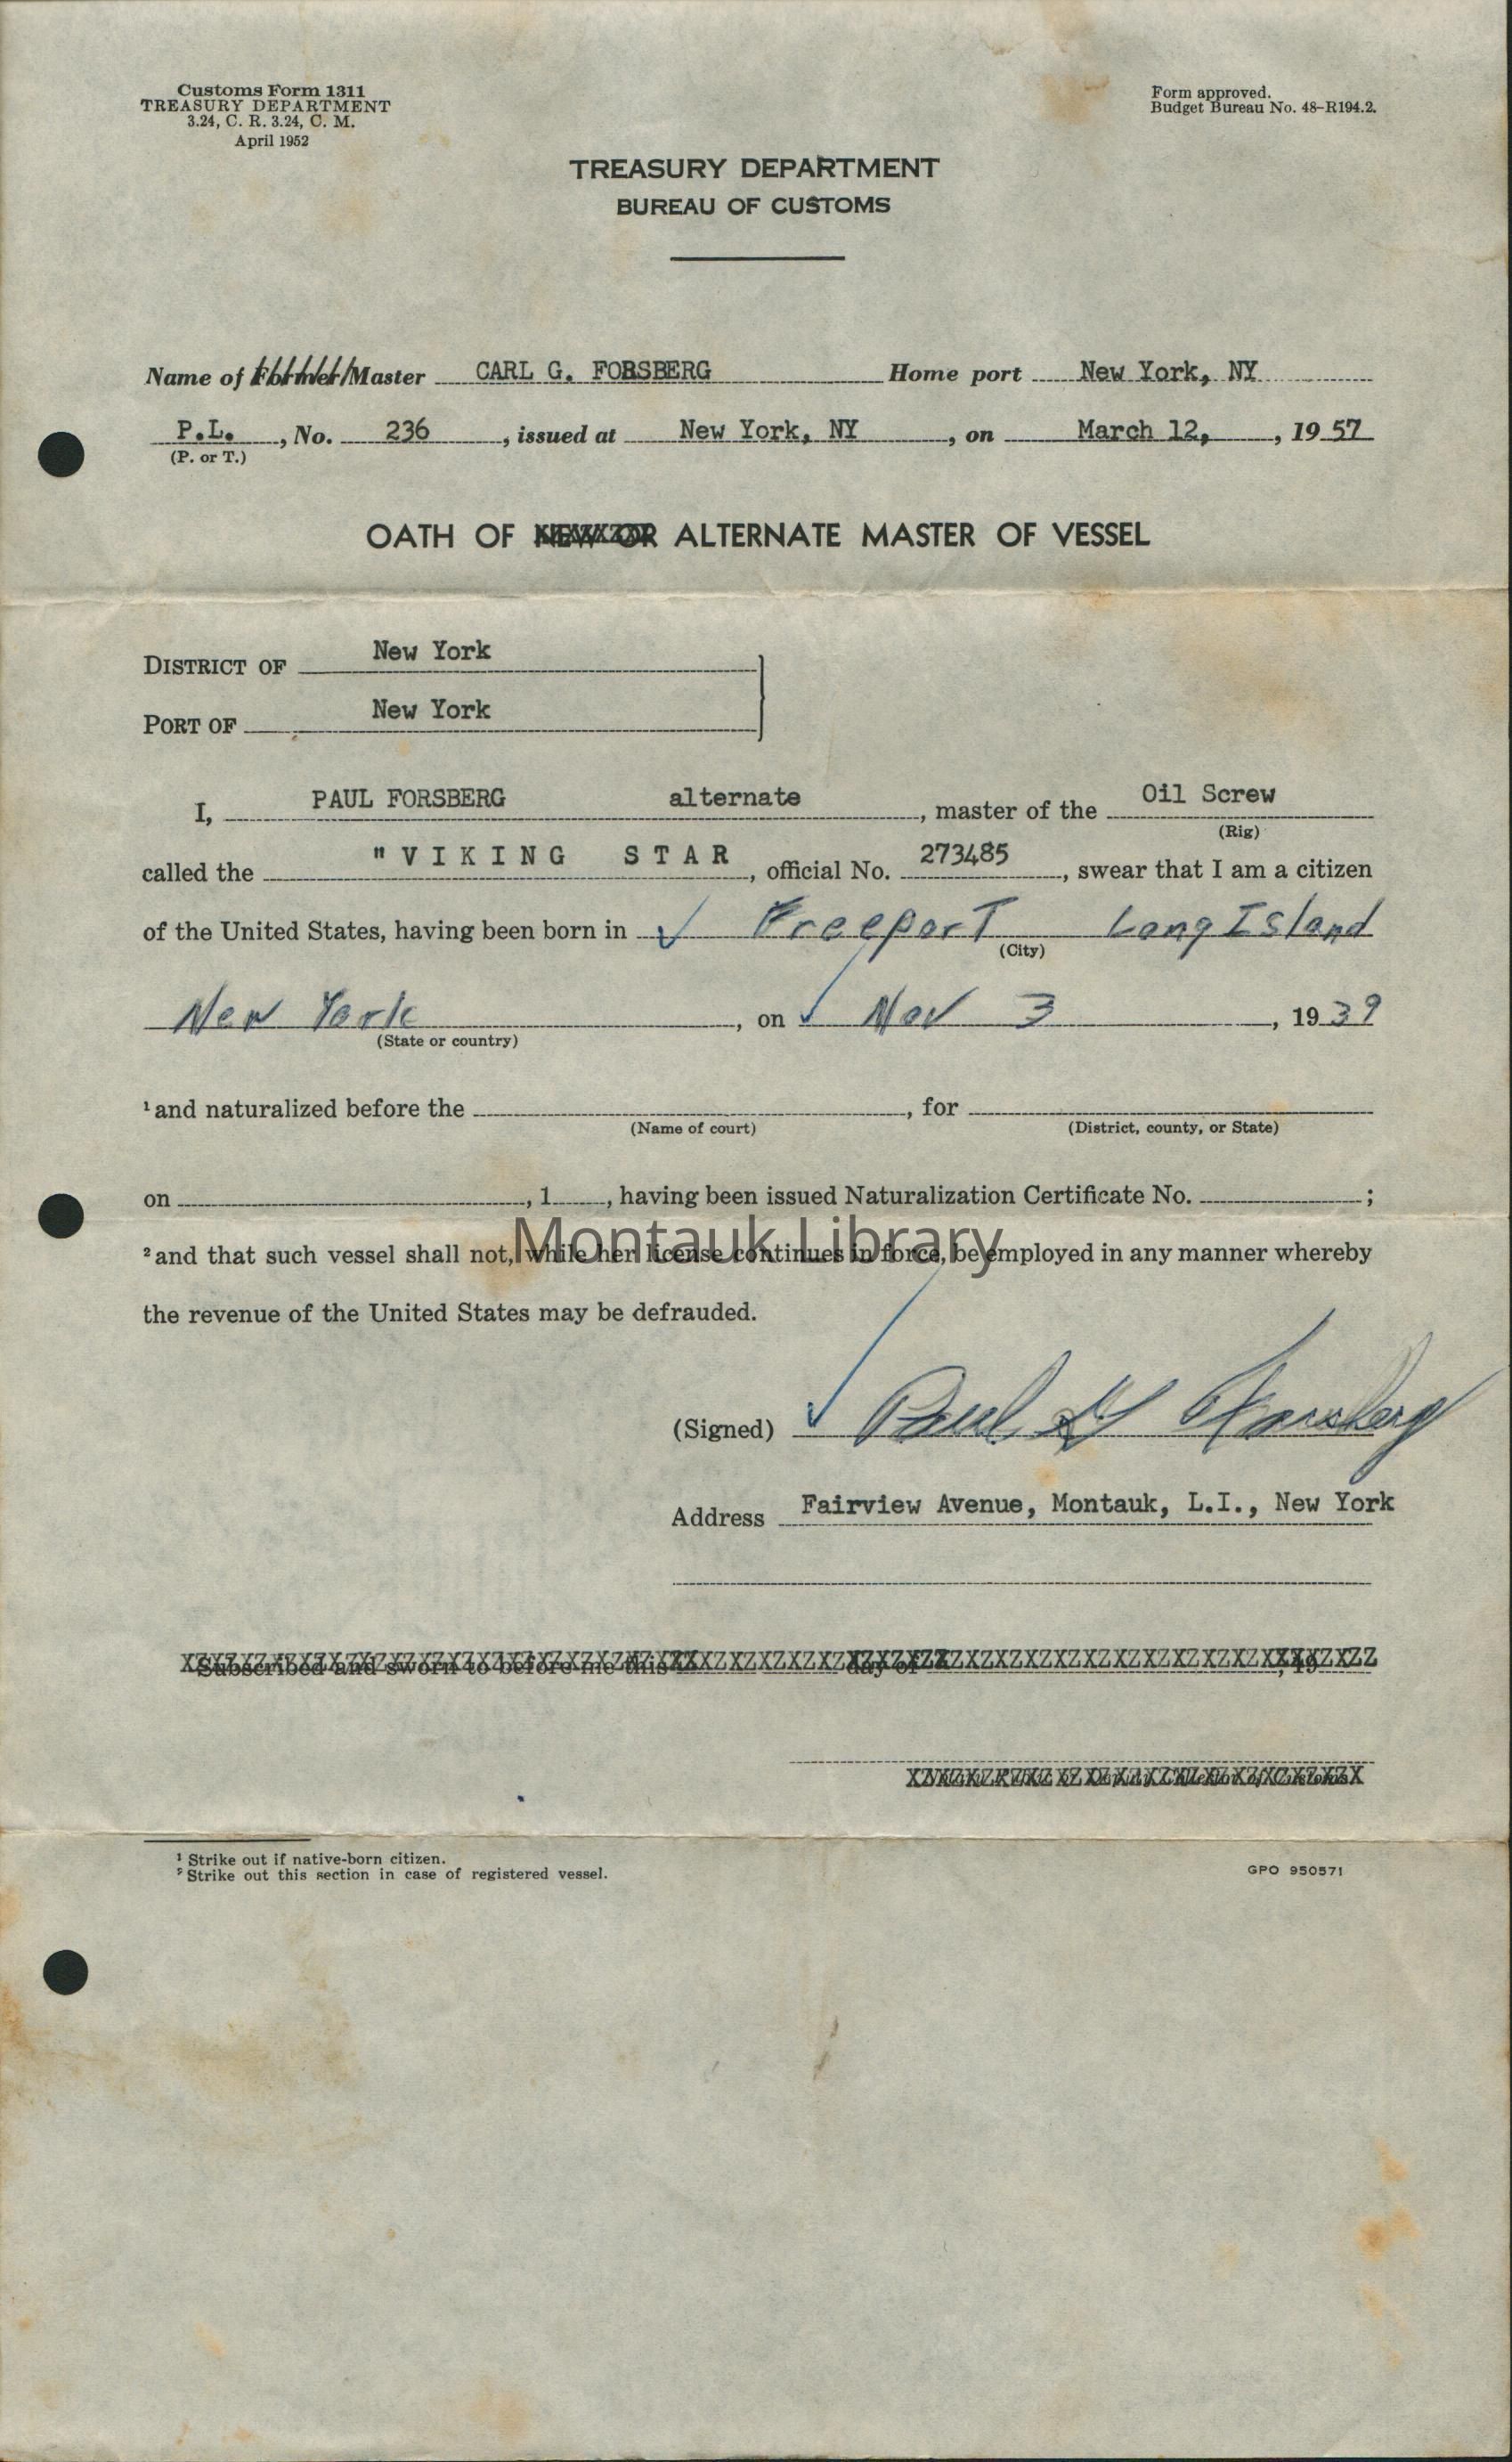 Customs Form 1311
TREASURY DEPARTMENT
3.24, C. R. 3.24, C. M.
April 1952
Form approved.
Budget Bureau No. 48-R194.2.
TREASURY DEPARTMENT
BUREAU OF CUSTOMS
Name of Former/Master CARL G. FORSBERG Home port New York, NY
P.L., No. 236, issued at New York, NY, on March 12, , 19 57
(P. or T.)
OATH OF NEW OR ALTERNATE MASTER OF VESSEL
DISTRICT OF New York
PORT OF New York
I, PAUL FORSBERG alternate, master of the Oil Screw
(Rig)
called the "VIKING STAR, official No. 273485, swear that I am a citizen
of the United States, having been born in ✓ Freeport Long Island
(City)
New York, on ✓ Nov 3, 1939
(State or country)
¹ and naturalized before the , for
(Name of court) (District, county, or State)
on , 1 , having been issued Naturalization Certificate No. ;
² and that such vessel shall not, while her license continues in force, be employed in any manner whereby
Montauk Library
the revenue of the United States may be defrauded.
(Signed) ✓ Paul G Forsberg
Address Fairview Avenue, Montauk, L.I., New York
Subscribed and sworn to before me this day of , 19
¹ Strike out if native-born citizen.
² Strike out this section in case of registered vessel.
GPO 950571